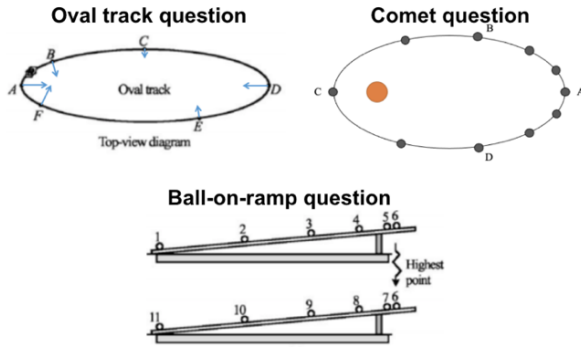 Oval track question
B
C
A
Oval track
D
F
E
Top-view diagram
Comet question
B
C
A
D
Ball-on-ramp question
1
2
3
4
5 6
Highest
point
11
10
9
8
7 6